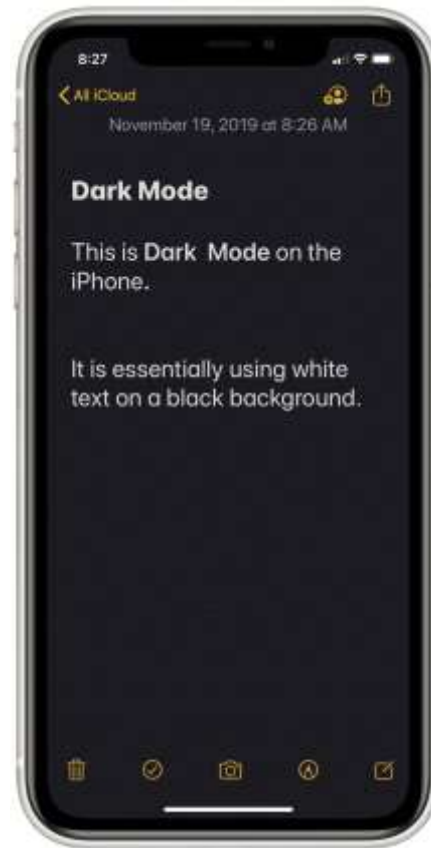 8:27
All iCloud
November 19, 2019 at 8:26 AM
Dark Mode
This is Dark Mode on the
iPhone.
It is essentially using white
text on a black background.